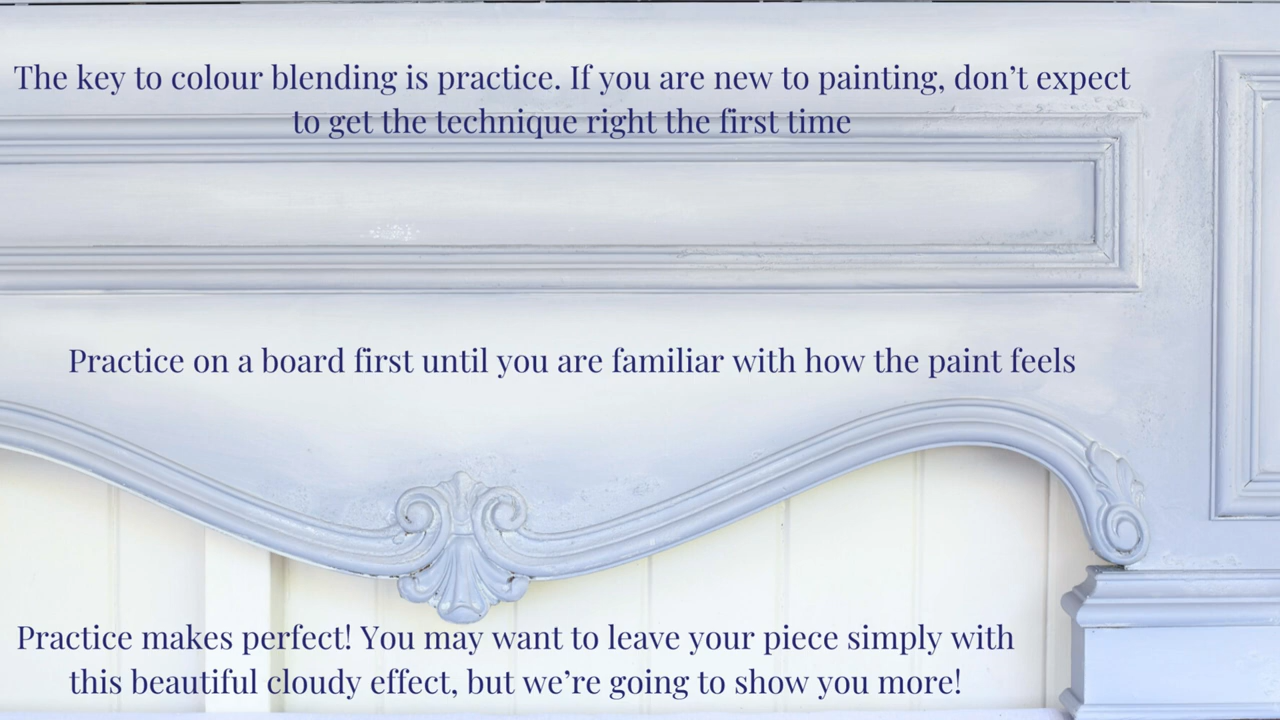 The key to colour blending is practice. If you are new to painting, don’t expect
to get the technique right the first time
Practice on a board first until you are familiar with how the paint feels
Practice makes perfect! You may want to leave your piece simply with
this beautiful cloudy effect, but we’re going to show you more!